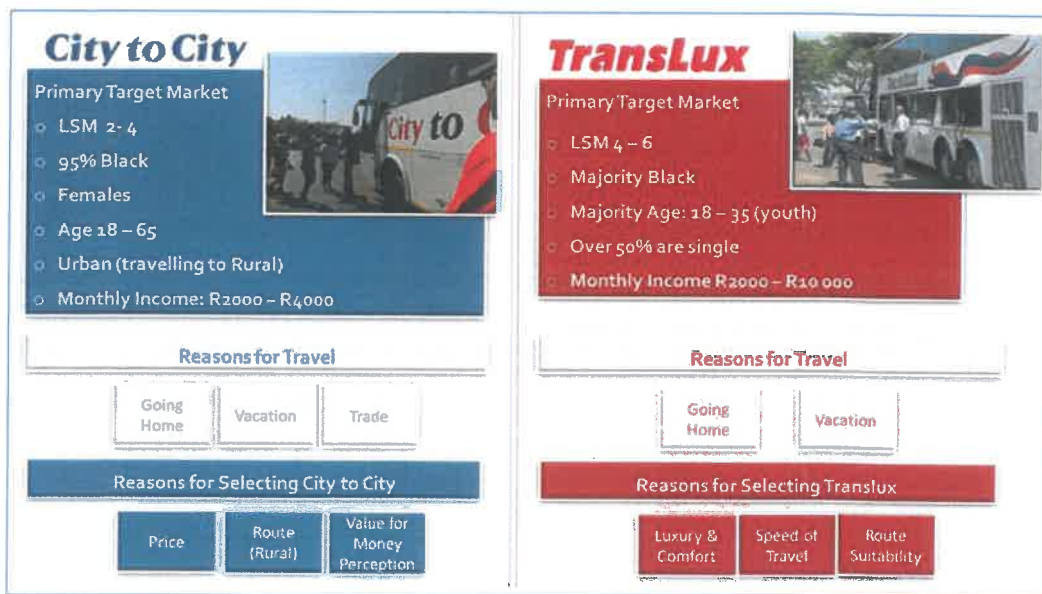 City to City
Primary Target Market
LSM 2- 4
95% Black
Females
Age 18 – 65
Urban (travelling to Rural)
Monthly Income: R2000 – R4000
City to
Reasons for Travel
Going
Home
Vacation
Trade
Reasons for Selecting City to City
Price
Route
(Rural)
Value for
Money
Perception
TransLux
Primary Target Market
LSM 4 – 6
Majority Black
Majority Age: 18 – 35 (youth)
Over 50% are single
Monthly Income R2000 – R10 000
Reasons for Travel
Going
Home
Vacation
Reasons for Selecting Translux
Luxury &
Comfort
Speed of
Travel
Route
Suitability